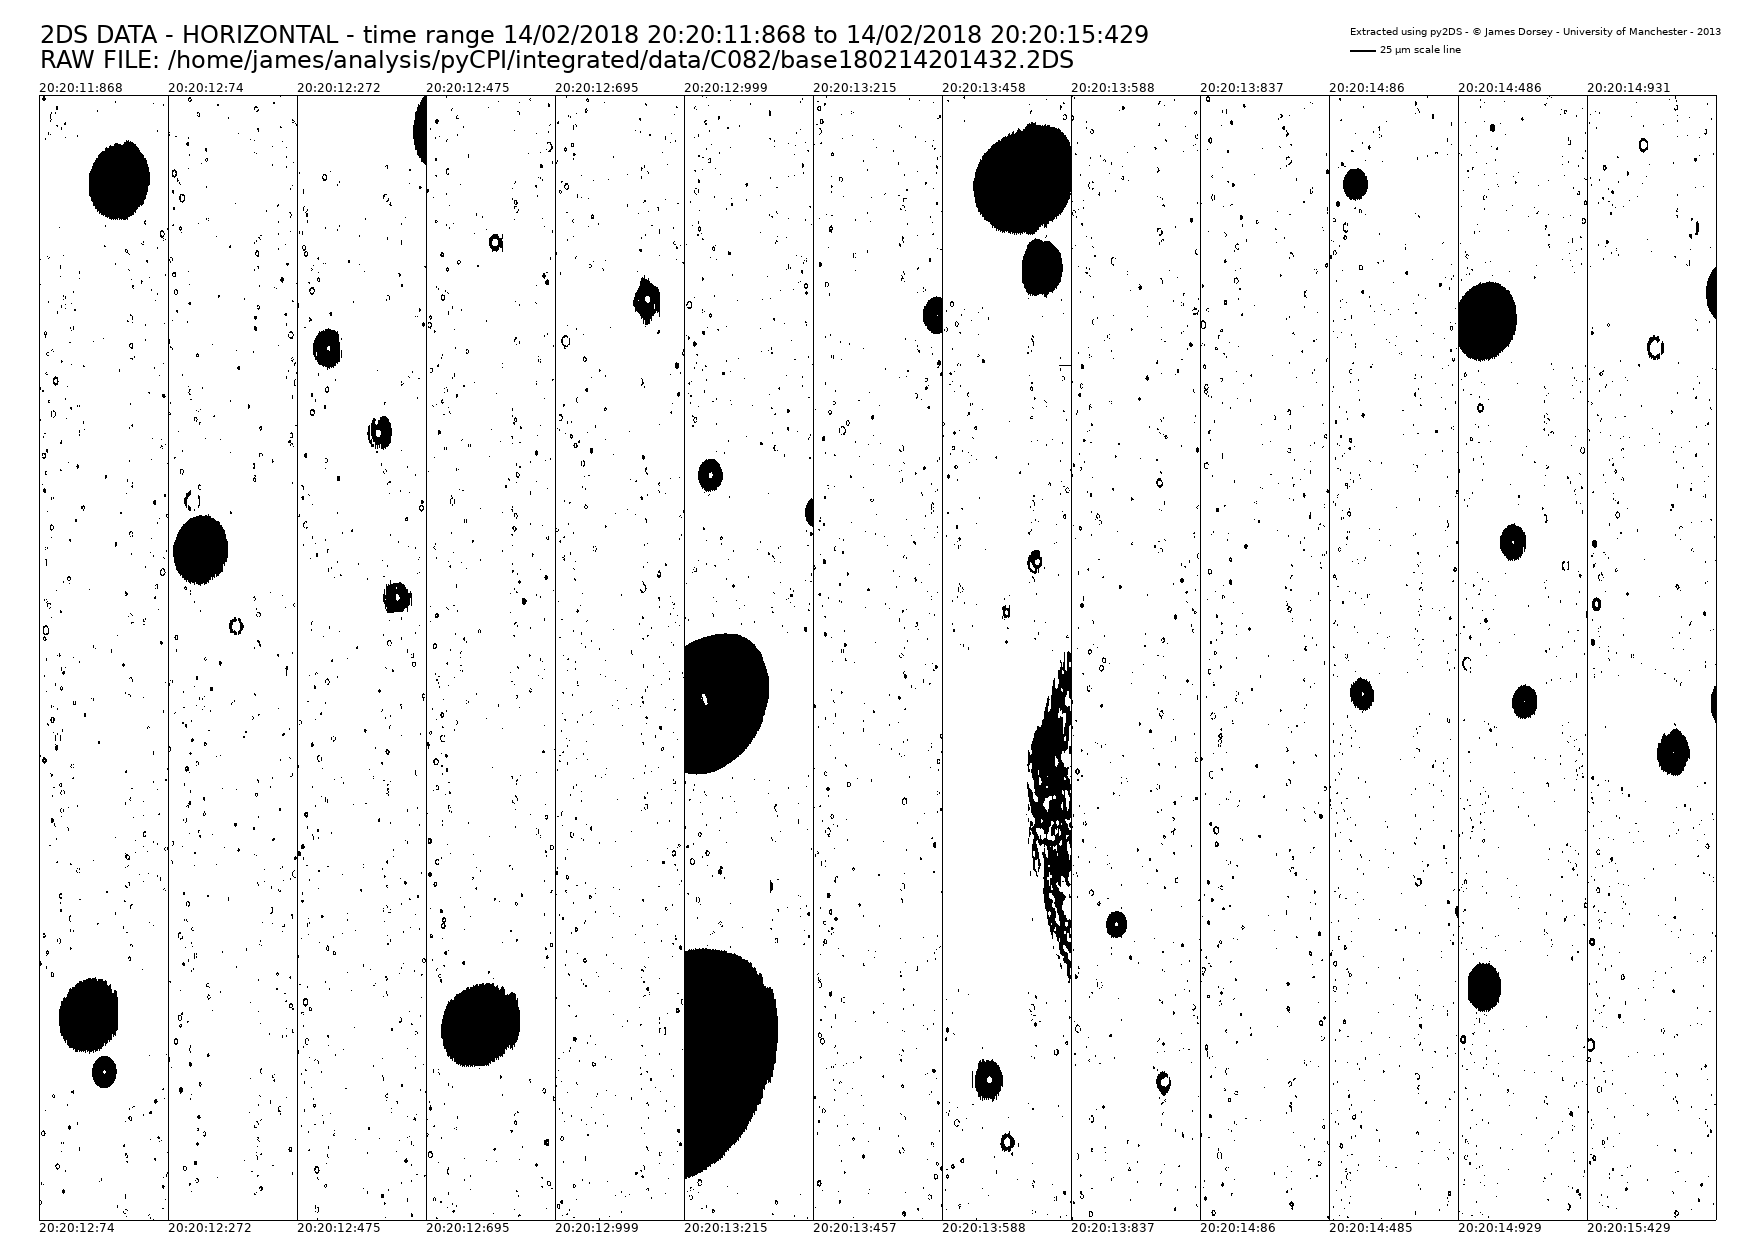 2DS DATA - HORIZONTAL - time range 14/02/2018 20:20:11:868 to 14/02/2018 20:20:15:429
RAW FILE: /home/james/analysis/pyCPI/integrated/data/C082/base180214201432.2DS
Extracted using py2DS - © James Dorsey - University of Manchester - 2013
25 µm scale line
20:20:11:868 20:20:12:74 20:20:12:272 20:20:12:475 20:20:12:695 20:20:12:999 20:20:13:215 20:20:13:458 20:20:13:588 20:20:13:837 20:20:14:86 20:20:14:486 20:20:14:931
20:20:12:74 20:20:12:272 20:20:12:475 20:20:12:695 20:20:12:999 20:20:13:215 20:20:13:457 20:20:13:588 20:20:13:837 20:20:14:86 20:20:14:485 20:20:14:929 20:20:15:429